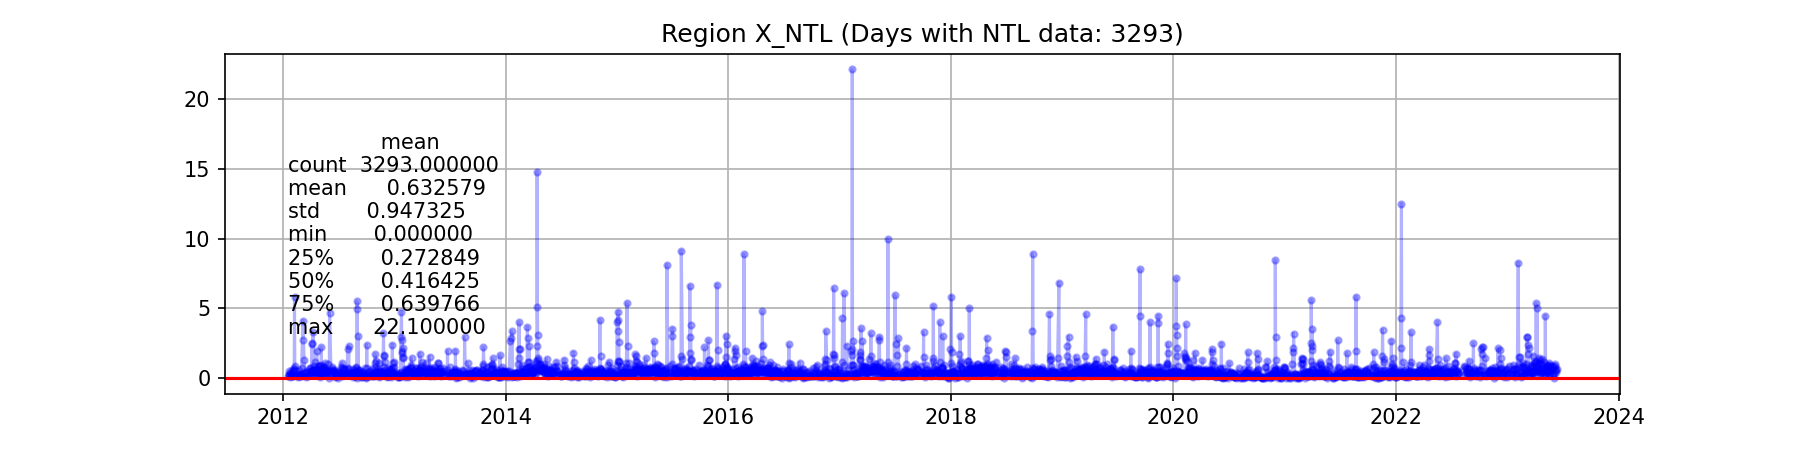 Region X_NTL (Days with NTL data: 3293)
20
15
10
5
0
mean
count 3293.000000
mean 0.632579
std 0.947325
min 0.000000
25% 0.272849
50% 0.416425
75% 0.639766
max 22.100000
2012 2014 2016 2018 2020 2022 2024